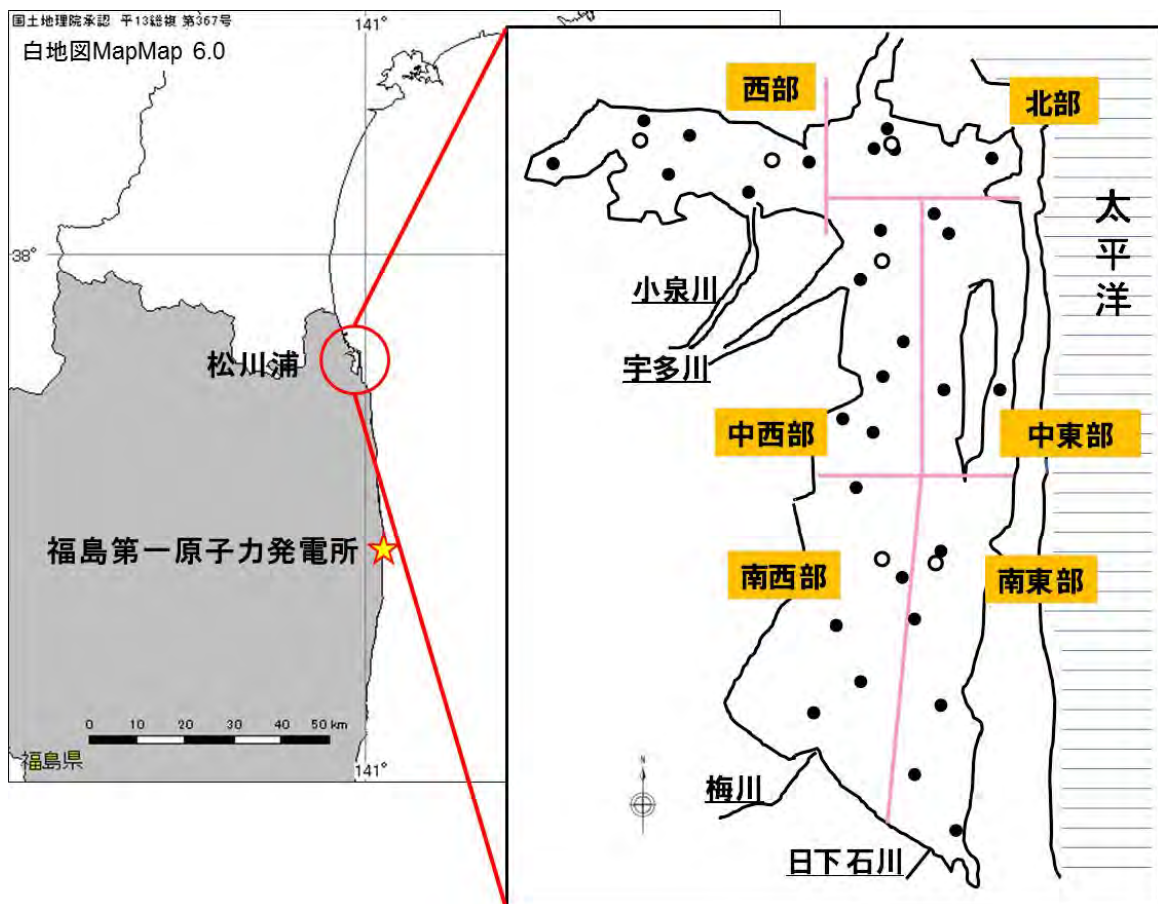 国土地理院承認 平13総複 第367号
141°
白地図MapMap 6.0
38°
松川浦
福島第一原子力発電所
0 10 20 30 40 50 km
福島県
141°
西部
北部
太平洋
小泉川
宇多川
中西部
中東部
南西部
南東部
N
梅川
日下石川